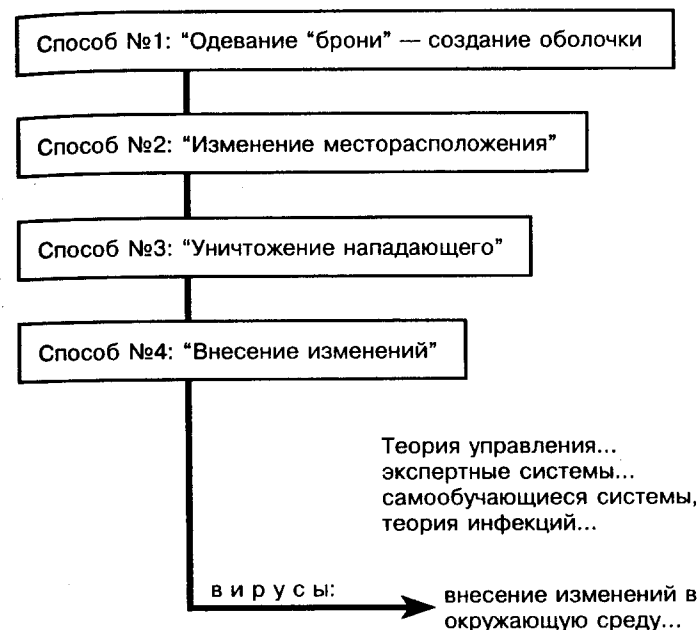 Способ №1: “Одевание “брони” — создание оболочки
Способ №2: “Изменение месторасположения”
Способ №3: “Уничтожение нападающего”
Способ №4: “Внесение изменений”
Теория управления...
экспертные системы...
самообучающиеся системы,
теория инфекций...
вирусы:
внесение изменений в
окружающую среду...